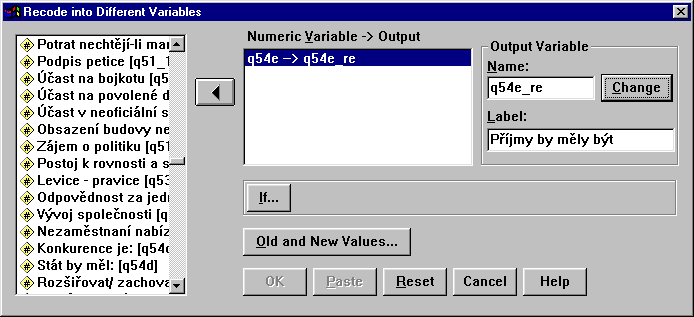 Recode into Different Variables
Potrat nechtějí-li mar
Podpis petice [q51_1
Účast na bojkotu [q5
Účast na povolené d
Účast v neoficiální s
Obsazení budovy ne
Zájem o politiku [q51
Postoj k rovnosti a s
Levice - pravice [q53
Odpovědnost za jedn
Vývoj společnosti [q
Nezaměstnaní nabíz
Konkurence je: [q54c
Stát by měl: [q54d]
Rozšiřovat/ zachova
Numeric Variable -> Output
q54e --> q54e_re
Output Variable
Name:
q54e_re
Change
Label:
Příjmy by měly být
If...
Old and New Values...
OK
Paste
Reset
Cancel
Help